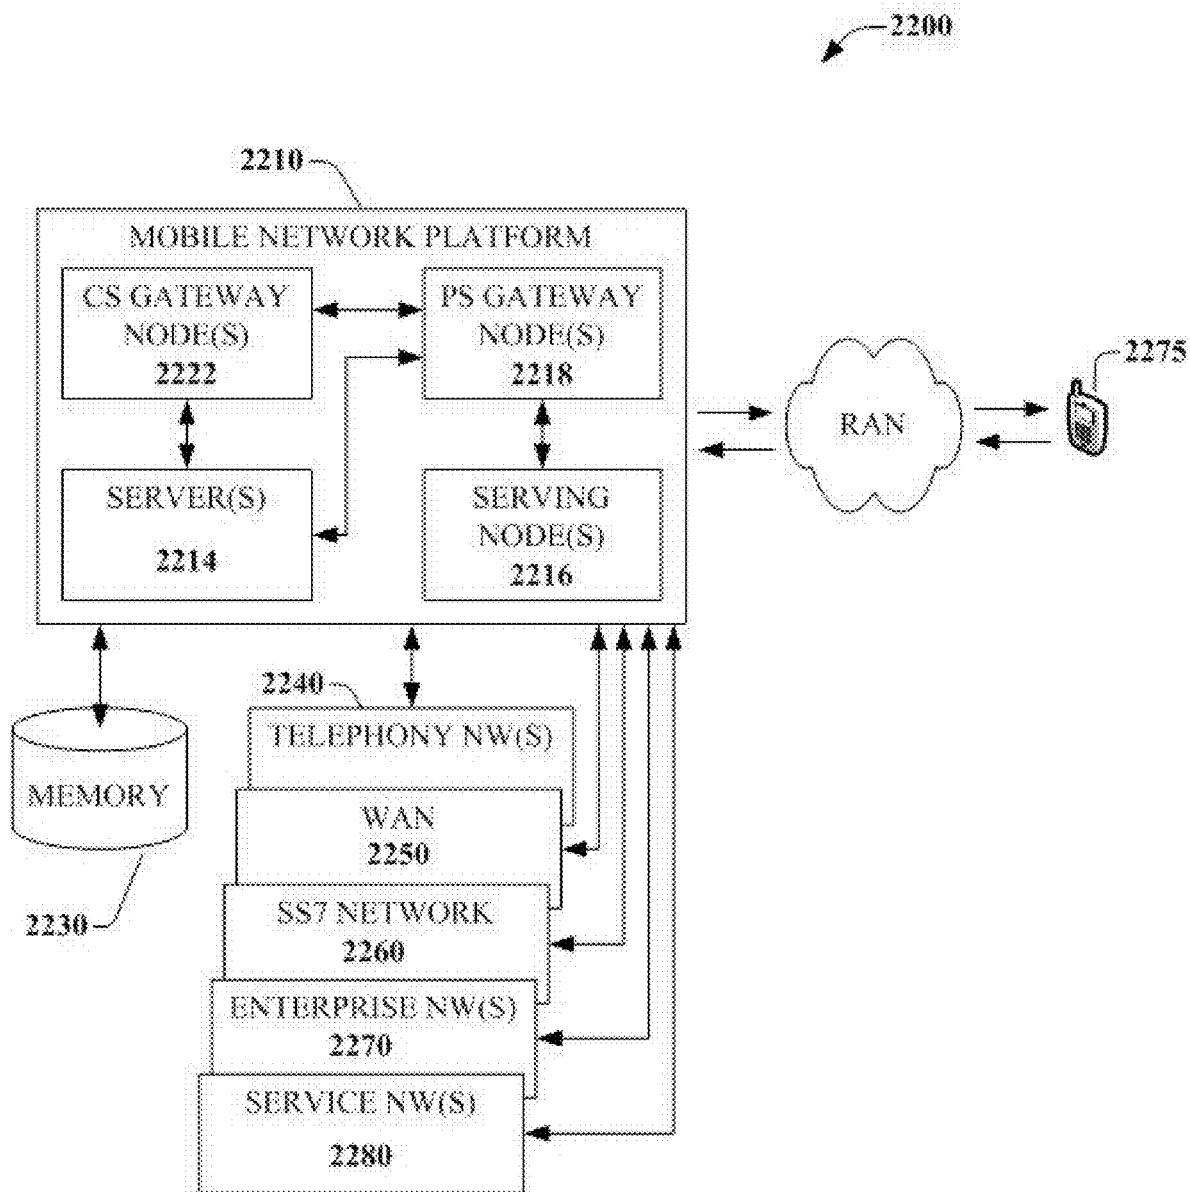 2200
2210
MOBILE NETWORK PLATFORM
CS GATEWAY
NODE(S)
2222
PS GATEWAY
NODE(S)
2218
SERVER(S)
2214
SERVING
NODE(S)
2216
RAN
2275
2240
TELEPHONY NW(S)
MEMORY
2230
WAN
2250
SS7 NETWORK
2260
ENTERPRISE NW(S)
2270
SERVICE NW(S)
2280